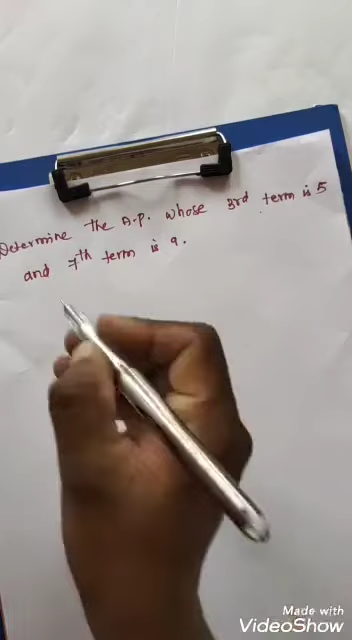 Determine the A.P. whose 3rd term is 5
and 7th term is 9.
Made with
VideoShow